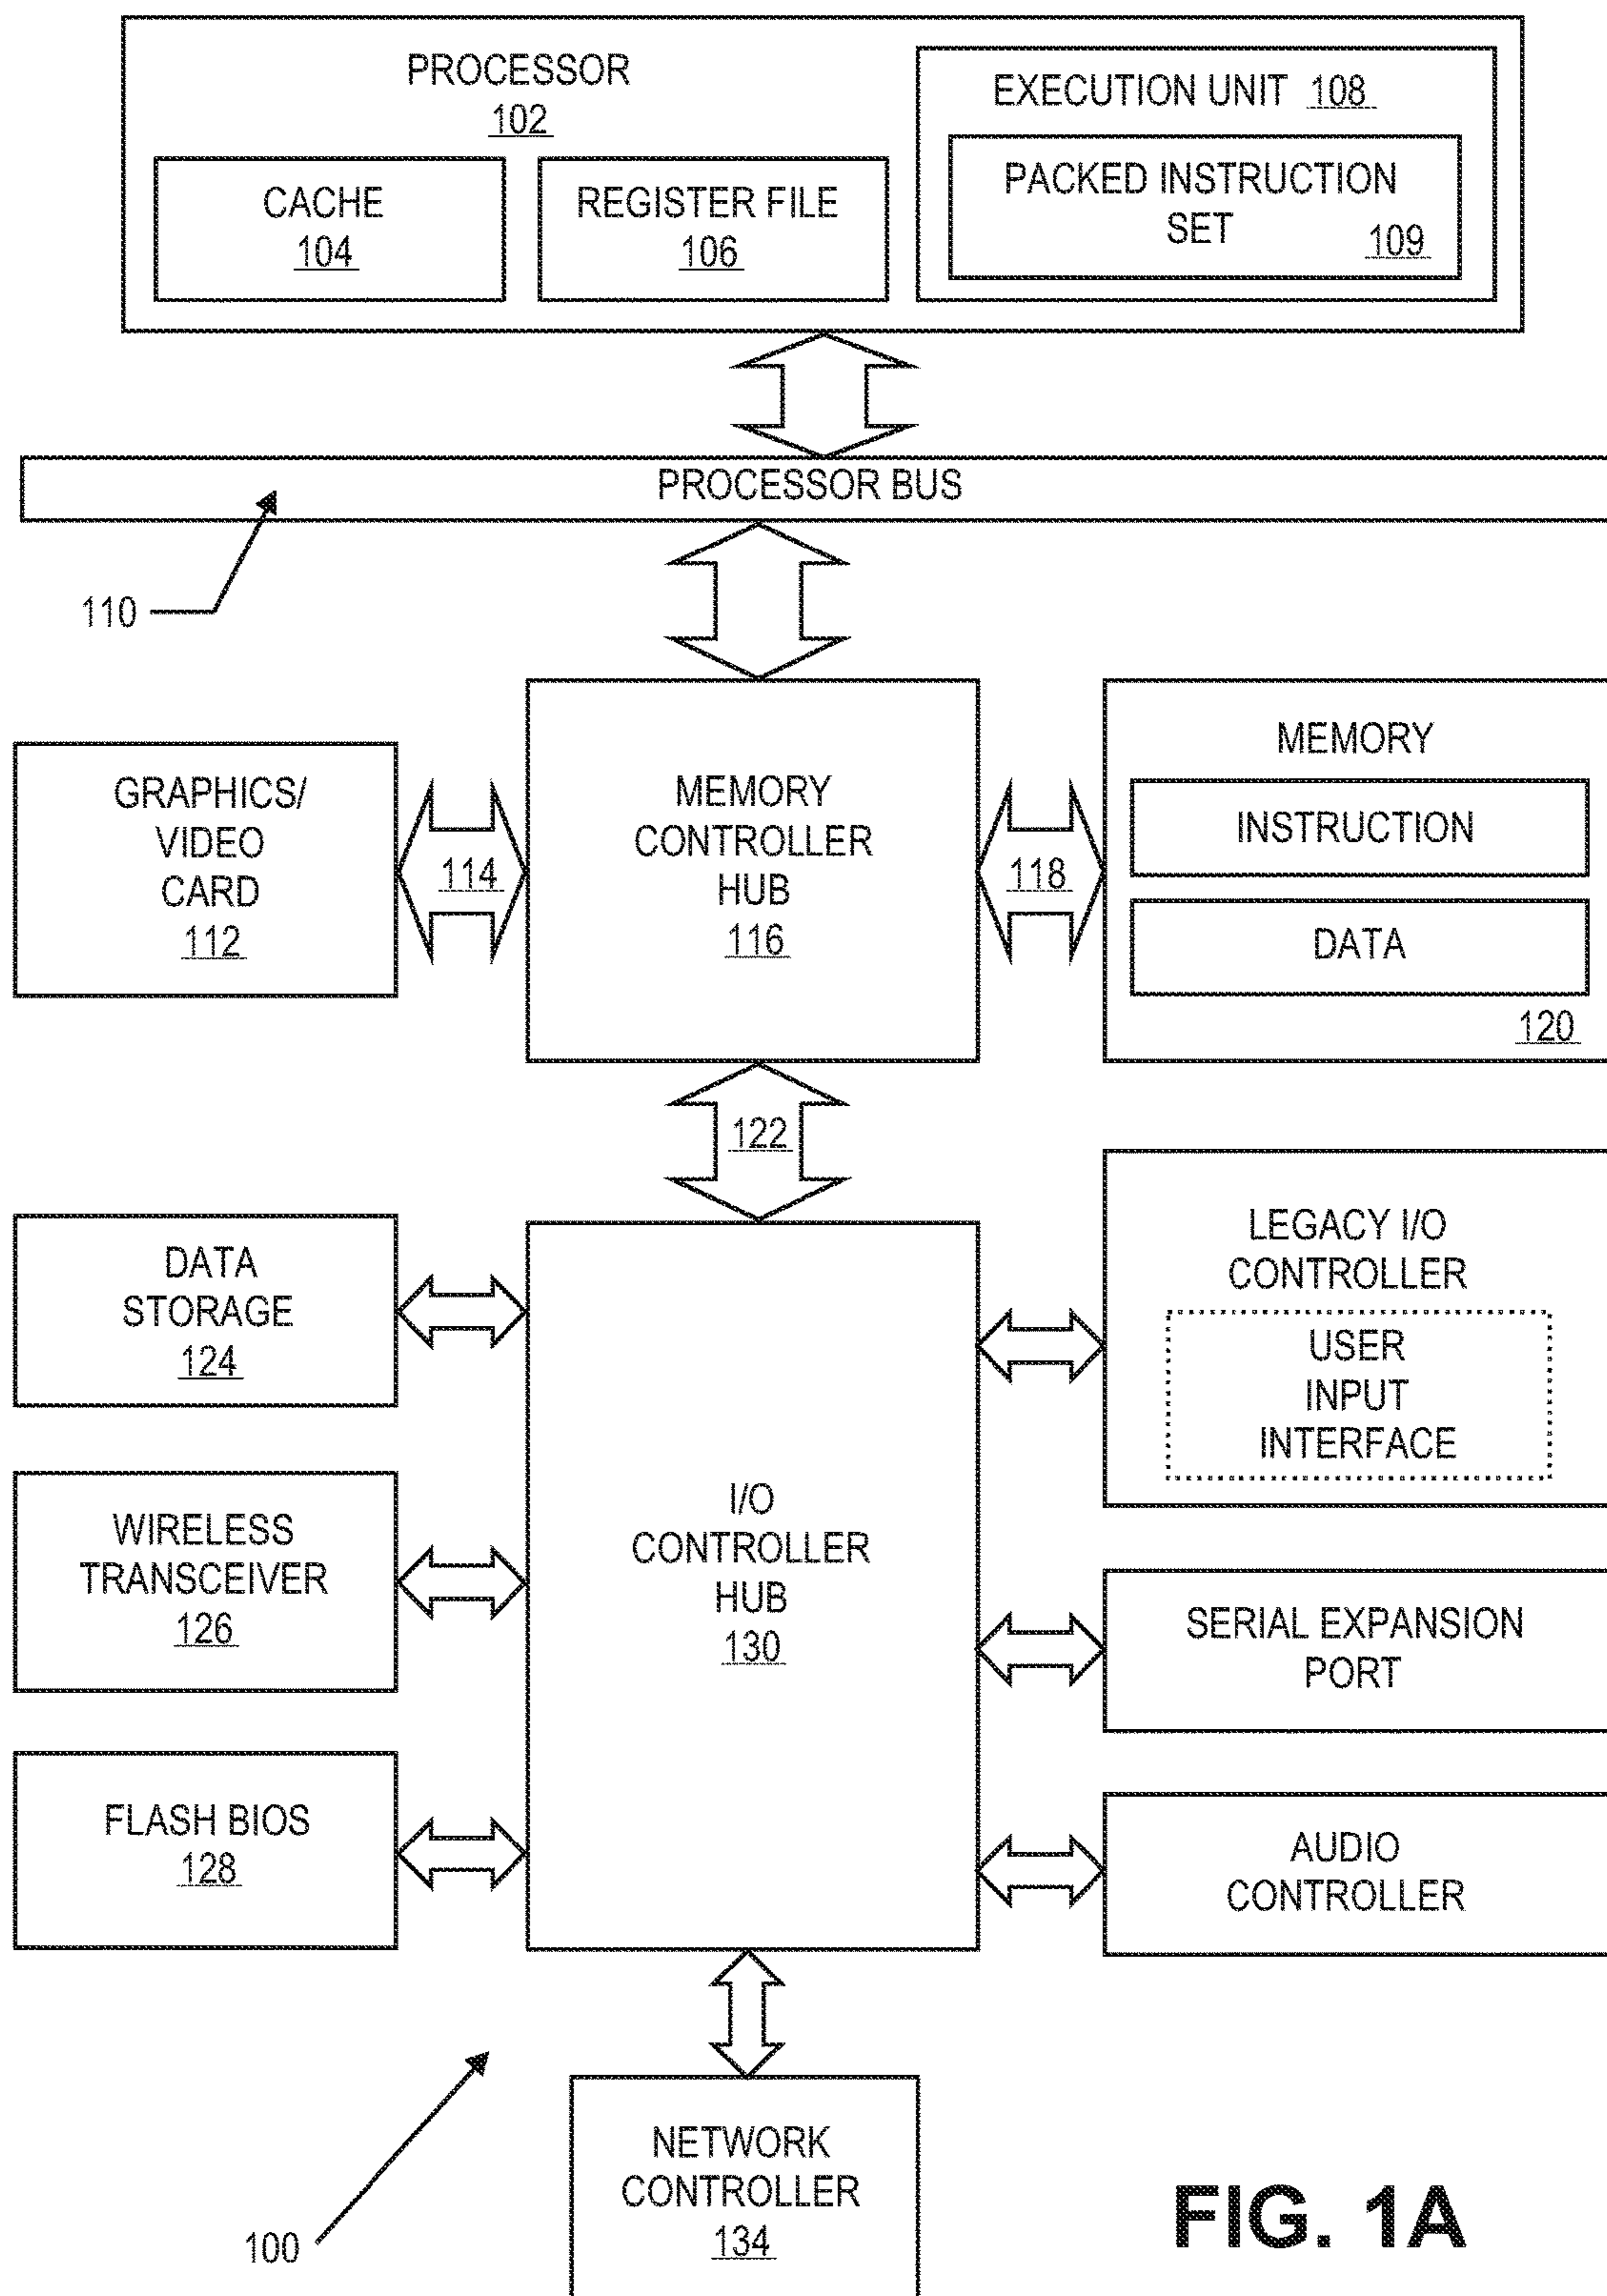 PROCESSOR
102
CACHE
104
REGISTER FILE
106
EXECUTION UNIT 108
PACKED INSTRUCTION
SET
109
PROCESSOR BUS
110
GRAPHICS/
VIDEO
CARD
112
114
MEMORY
CONTROLLER
HUB
116
118
MEMORY
INSTRUCTION
DATA
120
122
DATA
STORAGE
124
LEGACY I/O
CONTROLLER
USER
INPUT
INTERFACE
WIRELESS
TRANSCEIVER
126
I/O
CONTROLLER
HUB
130
SERIAL EXPANSION
PORT
FLASH BIOS
128
AUDIO
CONTROLLER
NETWORK
CONTROLLER
134
100
FIG. 1A